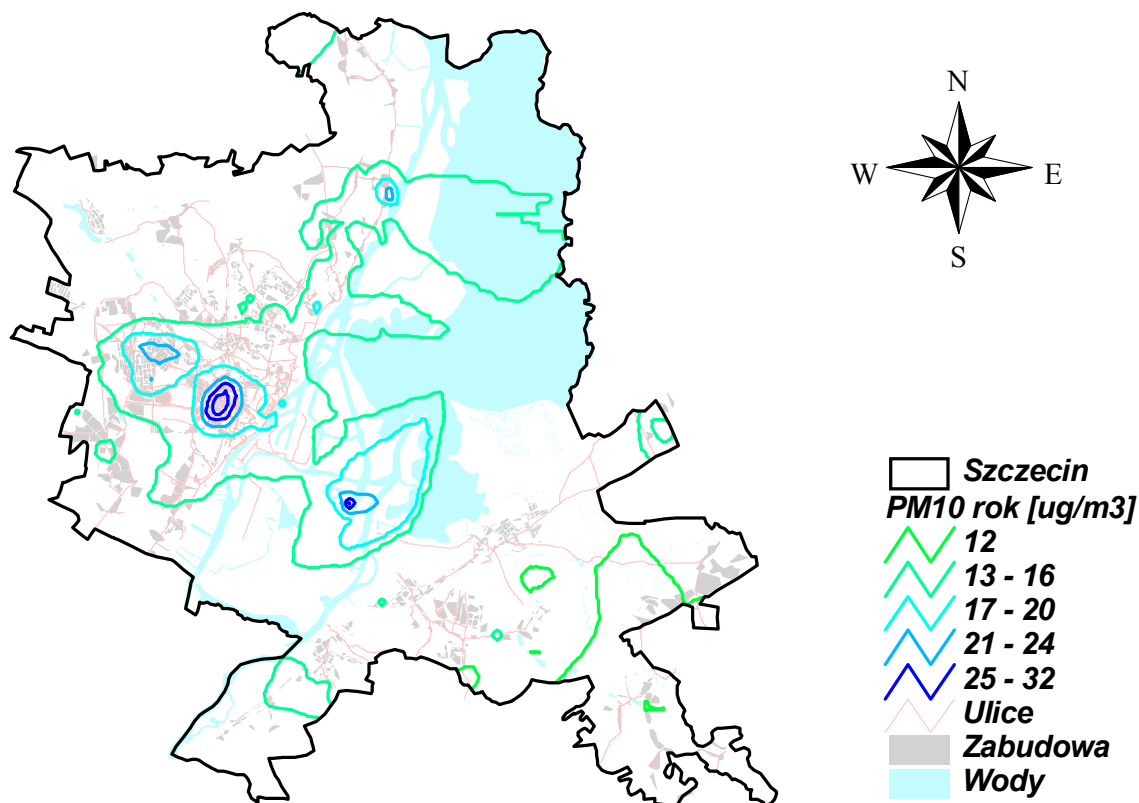 N
W
E
S
Szczecin
PM10 rok [ug/m3]
12
13 - 16
17 - 20
21 - 24
25 - 32
Ulice
Zabudowa
Wody